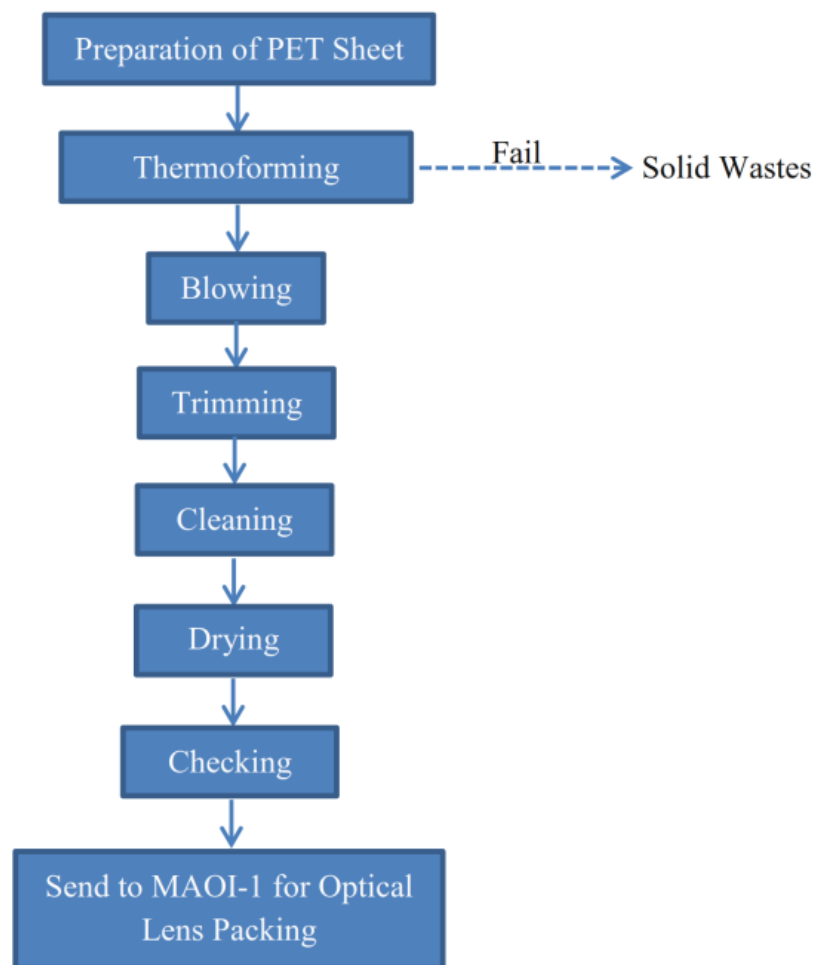 Preparation of PET Sheet
Thermoforming
Fail
Solid Wastes
Blowing
Trimming
Cleaning
Drying
Checking
Send to MAOI-1 for Optical
Lens Packing